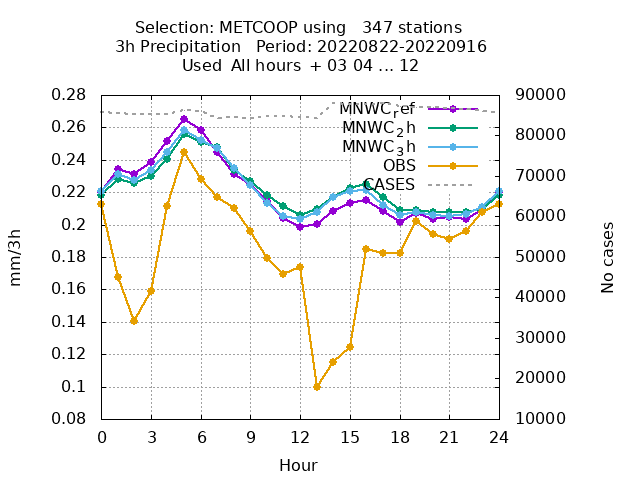 Selection: METCOOP using   347 stations
3h Precipitation   Period: 20220822-20220916
Used  All hours  + 03 04 ... 12
0.28
0.26
0.24
0.22
0.2
0.18
0.16
0.14
0.12
0.1
0.08
mm/3h
90000
80000
70000
60000
50000
40000
30000
20000
10000
No cases
MNWCref
MNWC2h
MNWC3h
OBS
CASES
0 3 6 9 12 15 18 21 24
Hour